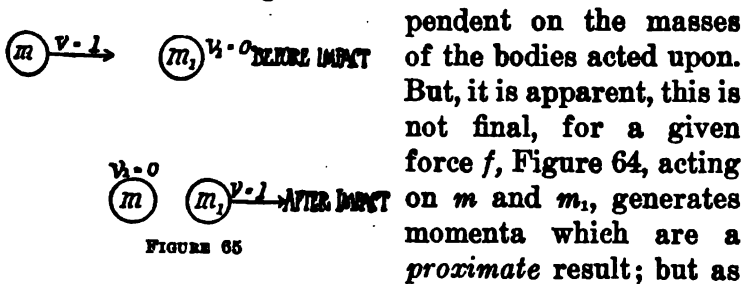 m v=1 m₁ v₁=0 BEFORE IMPACT
v₁=0
m m₁ v=1 AFTER IMPACT
FIGURE 65
pendent on the masses
of the bodies acted upon.
But, it is apparent, this is
not final, for a given
force f, Figure 64, acting
on m and m₁, generates
momenta which are a
proximate result; but as